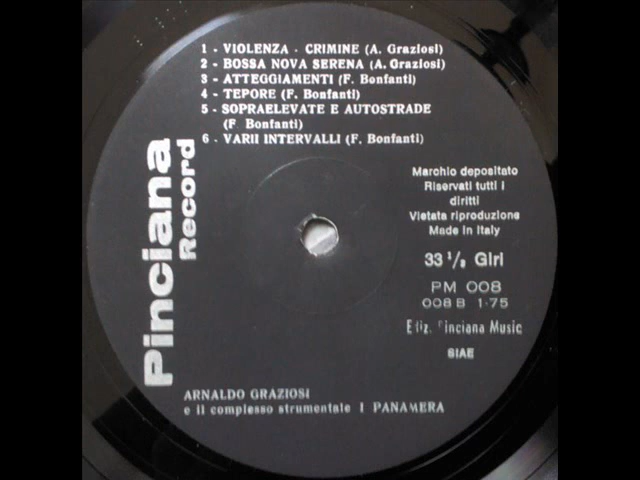 1 - VIOLENZA - CRIMINE (A. Graziosi)
2 - BOSSA NOVA SERENA (A. Graziosi)
3 - ATTEGGIAMENTI (F. Bonfanti)
4 - TEPORE (F. Bonfanti)
5 - SOPRAELEVATE E AUTOSTRADE
(F Bonfanti)
6 - VARII INTERVALLI (F. Bonfanti)
Pinciana
Record
Marchio depositato
Riservati tutti i
diritti
Vietata riproduzione
Made in Italy
33 1/3 Giri
PM 008
008 B 1-75
Ediz. Pinciana Music
SIAE
ARNALDO GRAZIOSI
e il complesso strumentale I PANAMERA